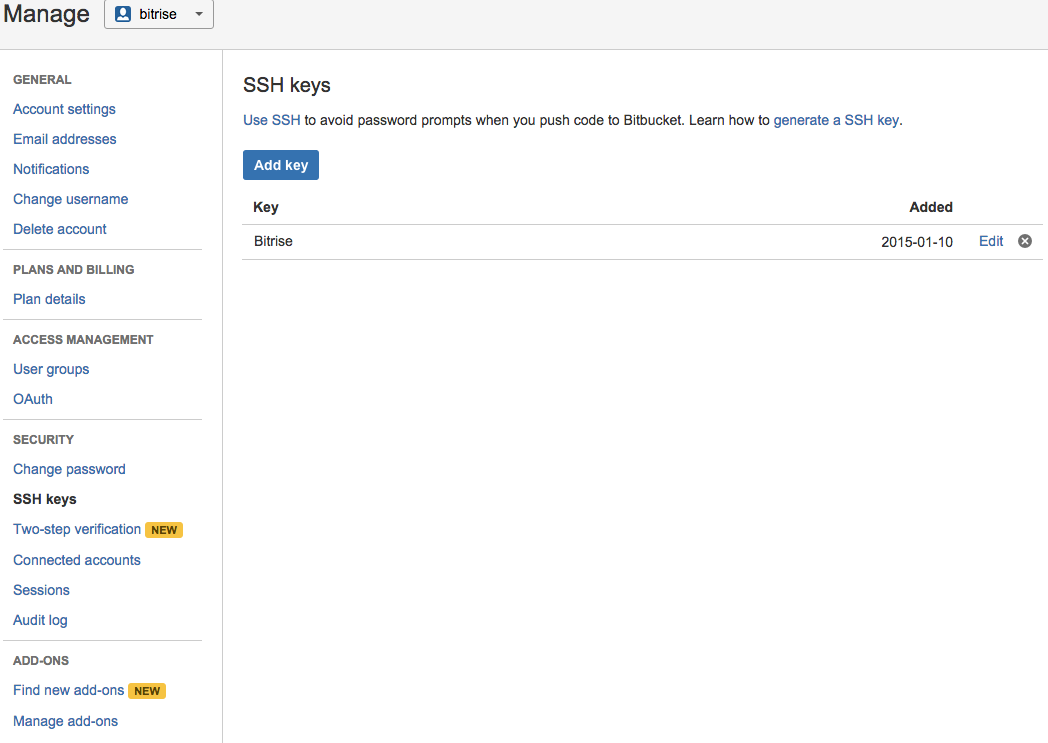 Manage bitrise
GENERAL
Account settings
Email addresses
Notifications
Change username
Delete account
PLANS AND BILLING
Plan details
ACCESS MANAGEMENT
User groups
OAuth
SECURITY
Change password
SSH keys
Two-step verification NEW
Connected accounts
Sessions
Audit log
ADD-ONS
Find new add-ons NEW
Manage add-ons
SSH keys
Use SSH to avoid password prompts when you push code to Bitbucket. Learn how to generate a SSH key.
Add key
Key Added
Bitrise 2015-01-10 Edit